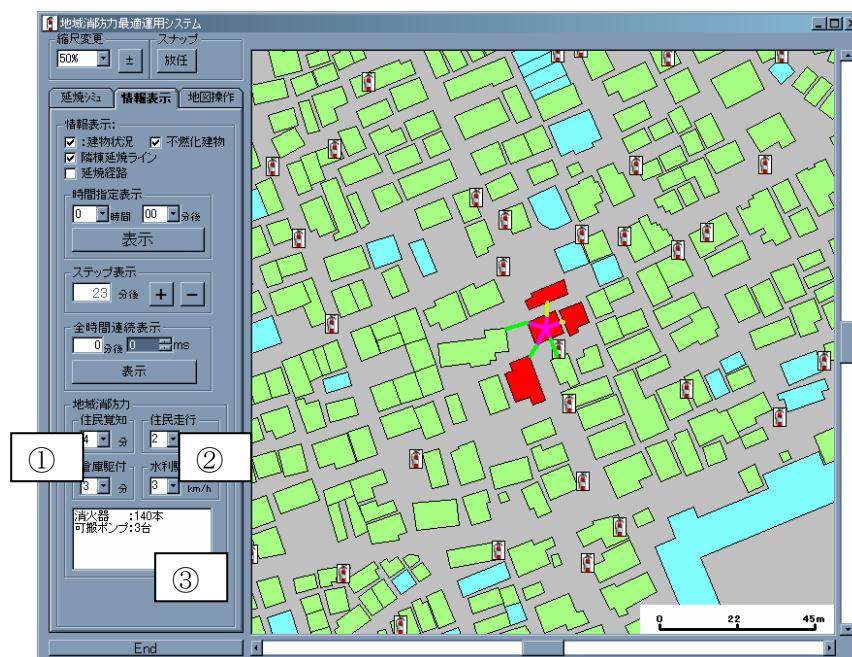 地域消防力最適運用システム
縮尺変更
スナップ
50%
±
放任
延焼ｼﾐｭ
情報表示
地図操作
情報表示:
:建物状況
不燃化建物
隣棟延焼ライン
延焼経路
時間指定表示
0
時間
00
分後
表示
ステップ表示
23
分後
+
−
全時間連続表示
0
分後
0
ms
表示
地域消防力
住民覚知
住民走行
4
分
2
①
②
倉庫駆付
水利
3
分
3
km/h
消火器　　:140本
可搬ポンプ:3台
③
End
0
22
45m